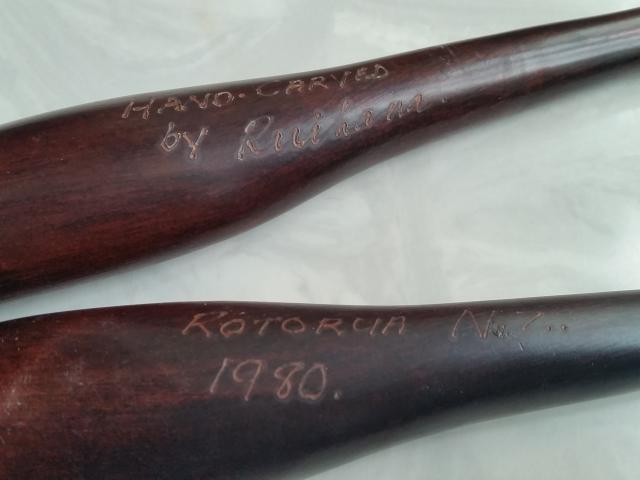 HAND-CARVED
by Ruihana.
ROTORUA N.Z..
1980.